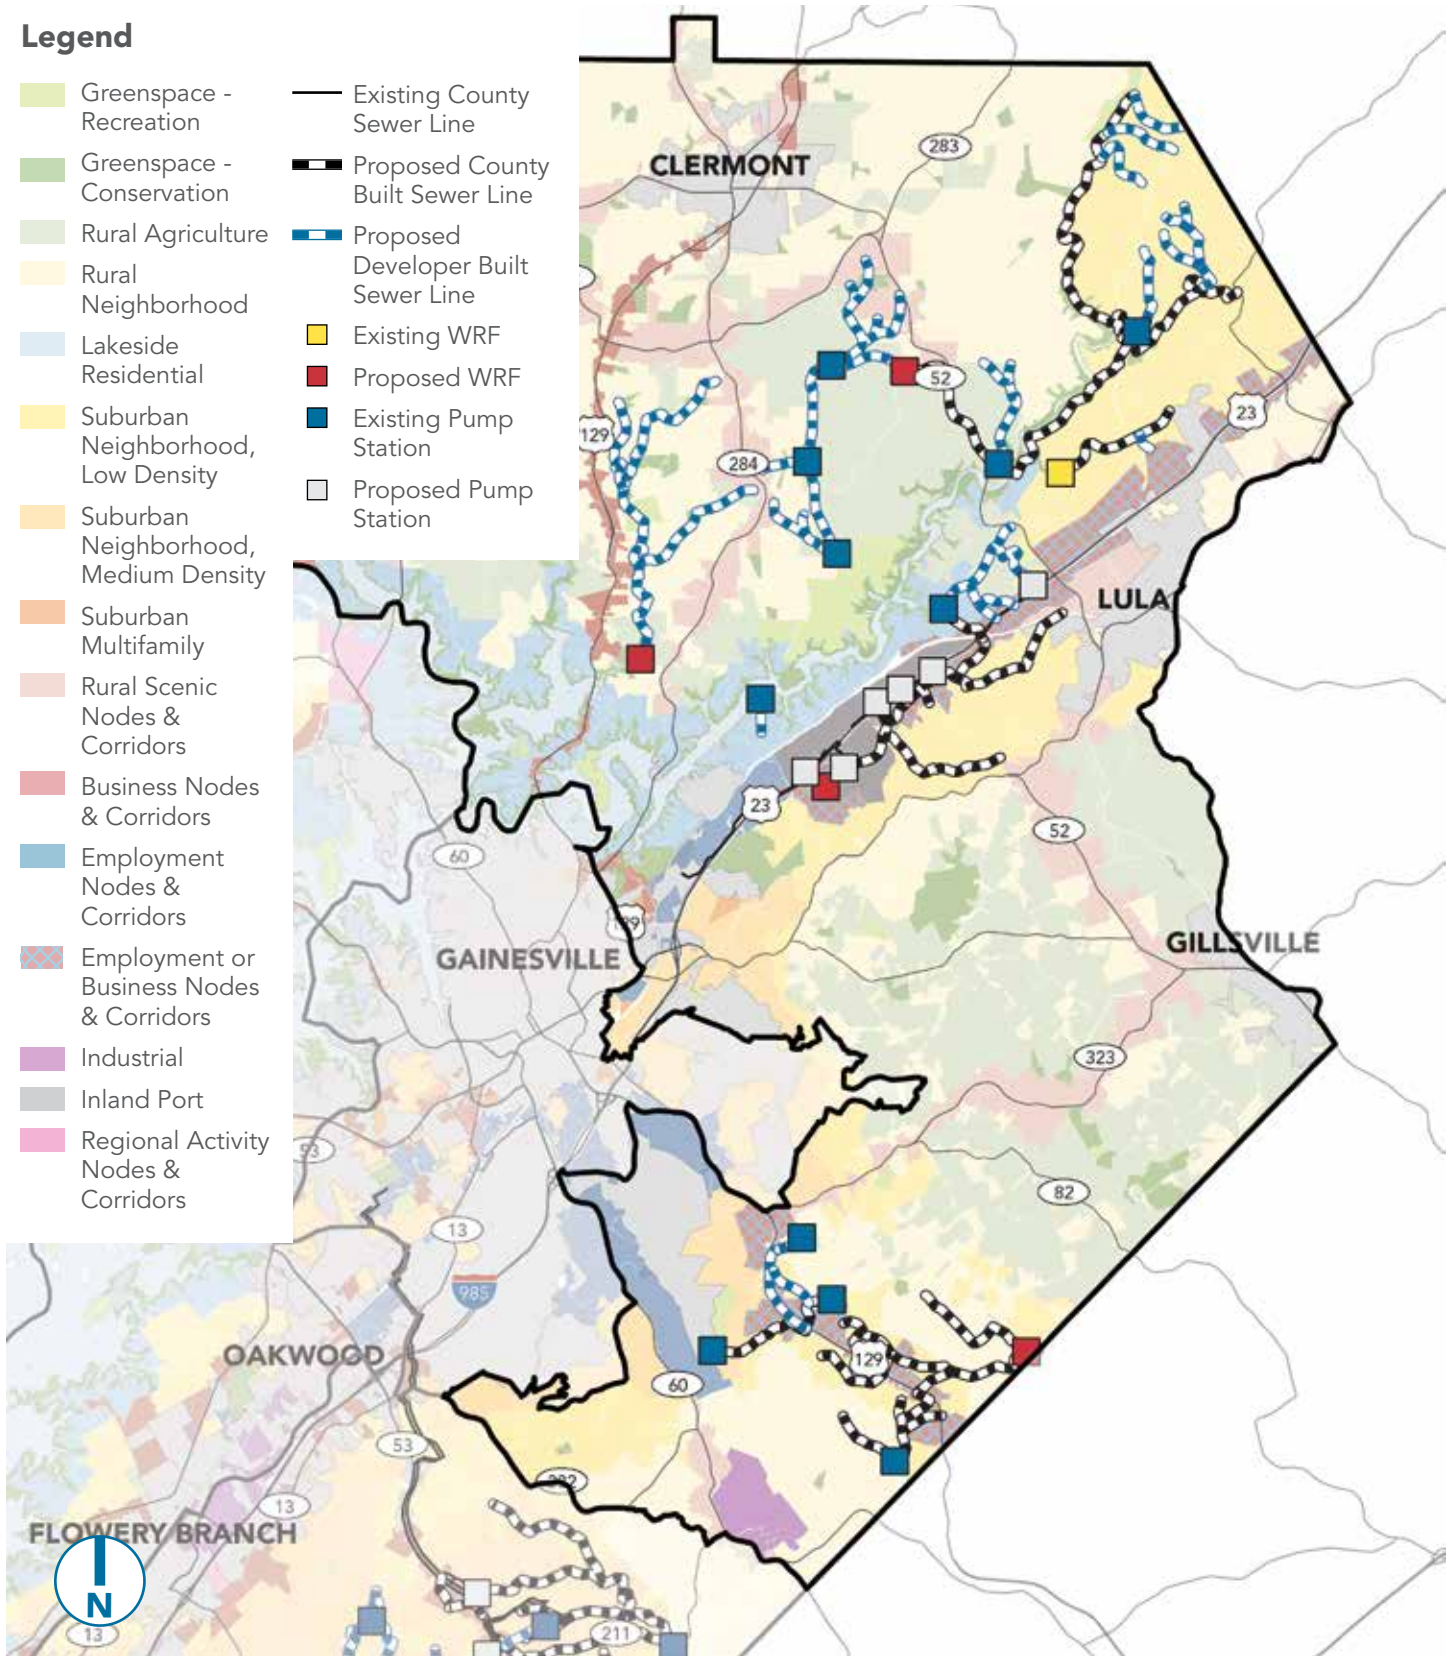 Legend
Greenspace -
Recreation
Greenspace -
Conservation
Rural Agriculture
Rural
Neighborhood
Lakeside
Residential
Suburban
Neighborhood,
Low Density
Suburban
Neighborhood,
Medium Density
Suburban
Multifamily
Rural Scenic
Nodes &
Corridors
Business Nodes
& Corridors
Employment
Nodes &
Corridors
Employment or
Business Nodes
& Corridors
Industrial
Inland Port
Regional Activity
Nodes &
Corridors
Existing County
Sewer Line
Proposed County
Built Sewer Line
Proposed
Developer Built
Sewer Line
Existing WRF
Proposed WRF
Existing Pump
Station
Proposed Pump
Station
283
CLERMONT
52
23
129
284
LULA
23
52
60
GAINESVILLE
GILLSVILLE
323
53
82
13
985
OAKWOOD
129
60
53
13
FLOWERY BRANCH
N
13
211